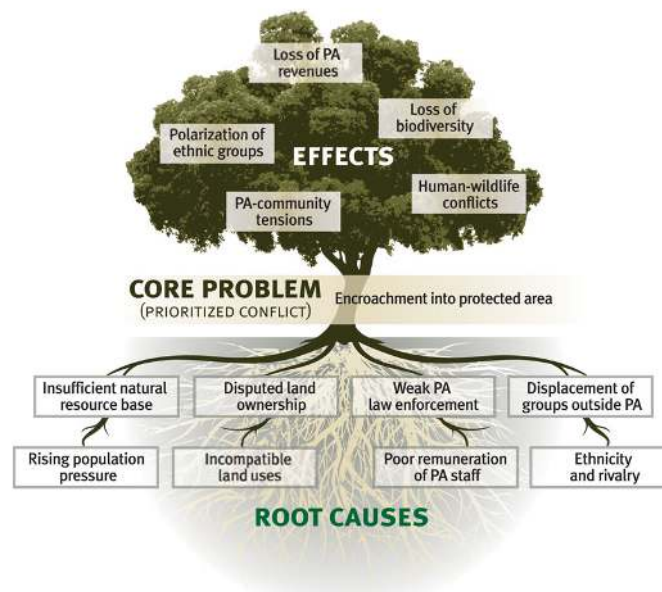 Loss of PA
revenues
Loss of
biodiversity
Polarization of
ethnic groups
EFFECTS
Human-wildlife
conflicts
PA-community
tensions
CORE PROBLEM
(PRIORITIZED CONFLICT)
Encroachment into protected area
Insufficient natural
resource base
Disputed land
ownership
Weak PA
law enforcement
Displacement of
groups outside PA
Rising population
pressure
Incompatible
land uses
Poor remuneration
of PA staff
Ethnicity
and rivalry
ROOT CAUSES